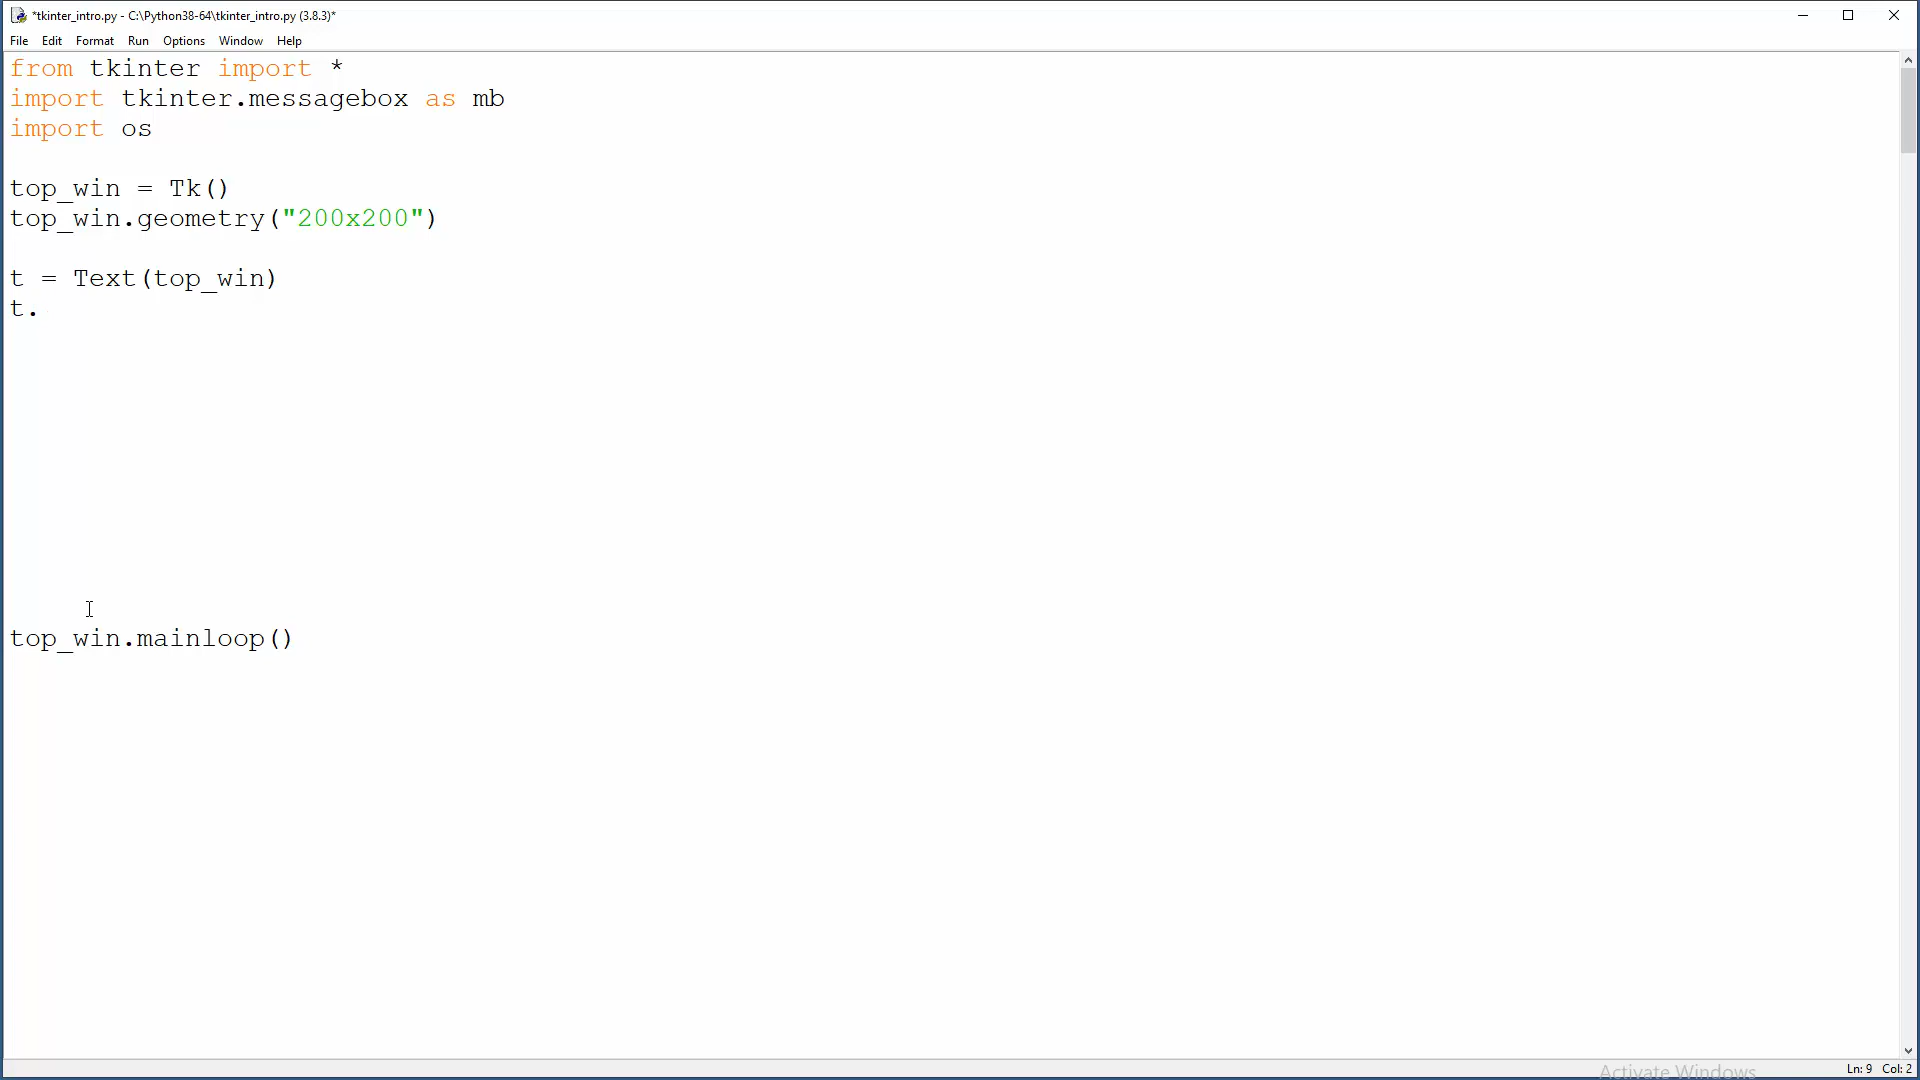 *tkinter_intro.py - C:\Python38-64\tkinter_intro.py (3.8.3)*
File Edit Format Run Options Window Help
from tkinter import *
import tkinter.messagebox as mb
import os
top_win = Tk()
top_win.geometry("200x200")
t = Text(top_win)
t.
top_win.mainloop()
Activate Windows
Ln: 9 Col: 2